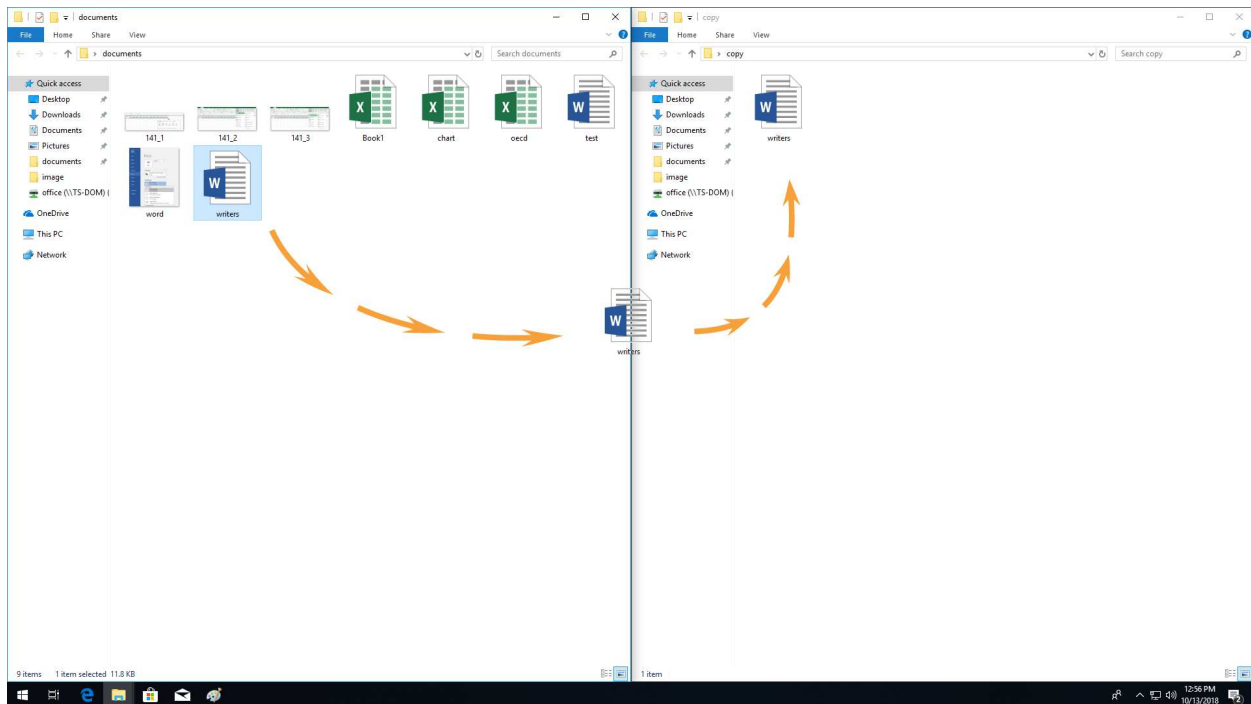 documents
File Home Share View
documents
Search documents
Quick access
Desktop
Downloads
Documents
Pictures
documents
image
office (\\TS-DOM) (
OneDrive
This PC
Network
141_1 141_2 141_3 Book1 chart oecd test
word writers
writers
9 items 1 item selected 11.8 KB
copy
File Home Share View
copy
Search copy
Quick access
Desktop
Downloads
Documents
Pictures
documents
image
office (\\TS-DOM) (
OneDrive
This PC
Network
writers
1 item
12:56 PM
10/13/2018
2